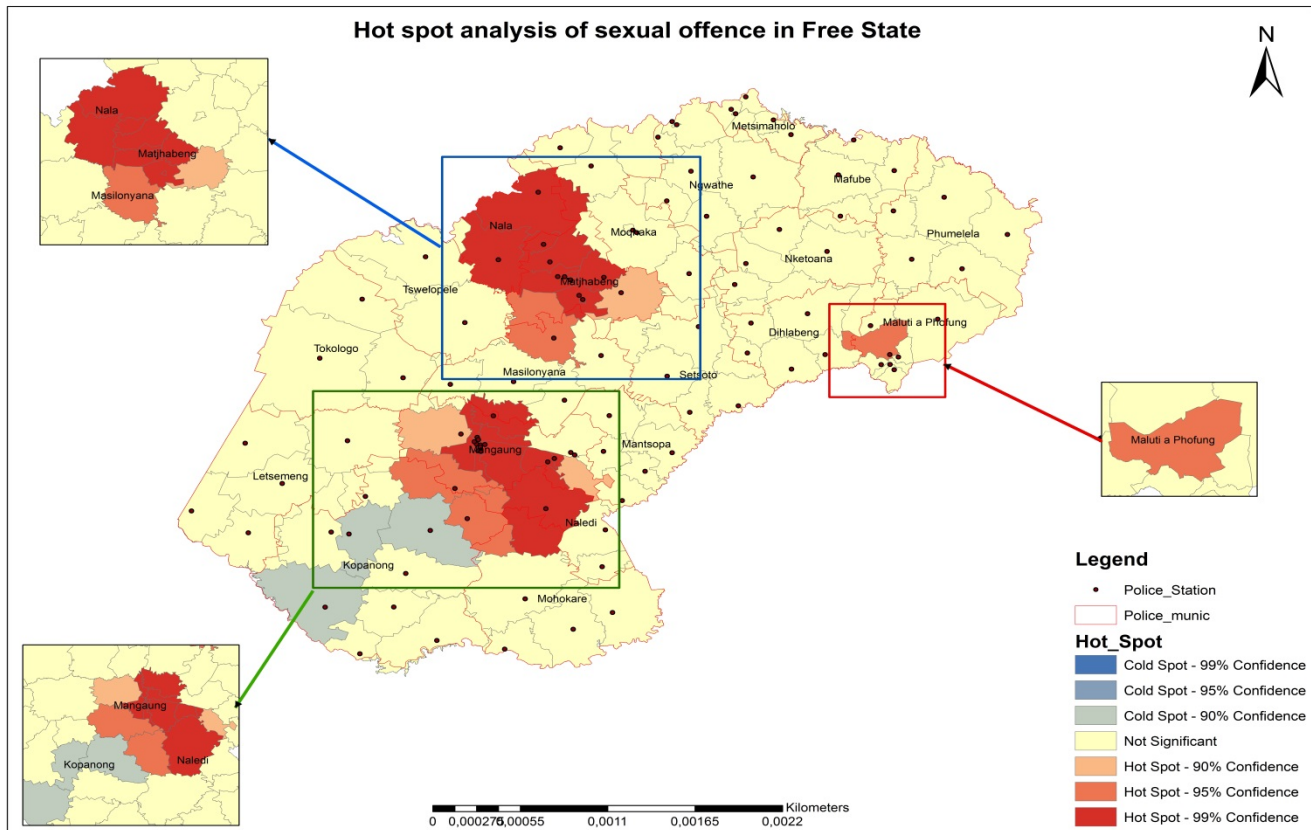 Hot spot analysis of sexual offence in Free State
N
Nala
Matjhabeng
Masilonyana
Metsimaholo
Ngwathe
Mafube
Nala
Moqhaka
Phumelela
Nketoana
Matjhabeng
Tswelopele
Maluti a Phofung
Dihlabeng
Tokologo
Masilonyana
Setsoto
Maluti a Phofung
Mangaung
Mantsopa
Letsemeng
Naledi
Kopanong
Mohokare
Mangaung
Naledi
Kopanong
Legend
Police_Station
Police_munic
Hot_Spot
Cold Spot - 99% Confidence
Cold Spot - 95% Confidence
Cold Spot - 90% Confidence
Not Significant
Hot Spot - 90% Confidence
Hot Spot - 95% Confidence
Hot Spot - 99% Confidence
Kilometers
0 0,00055 0,0011 0,00165 0,0022